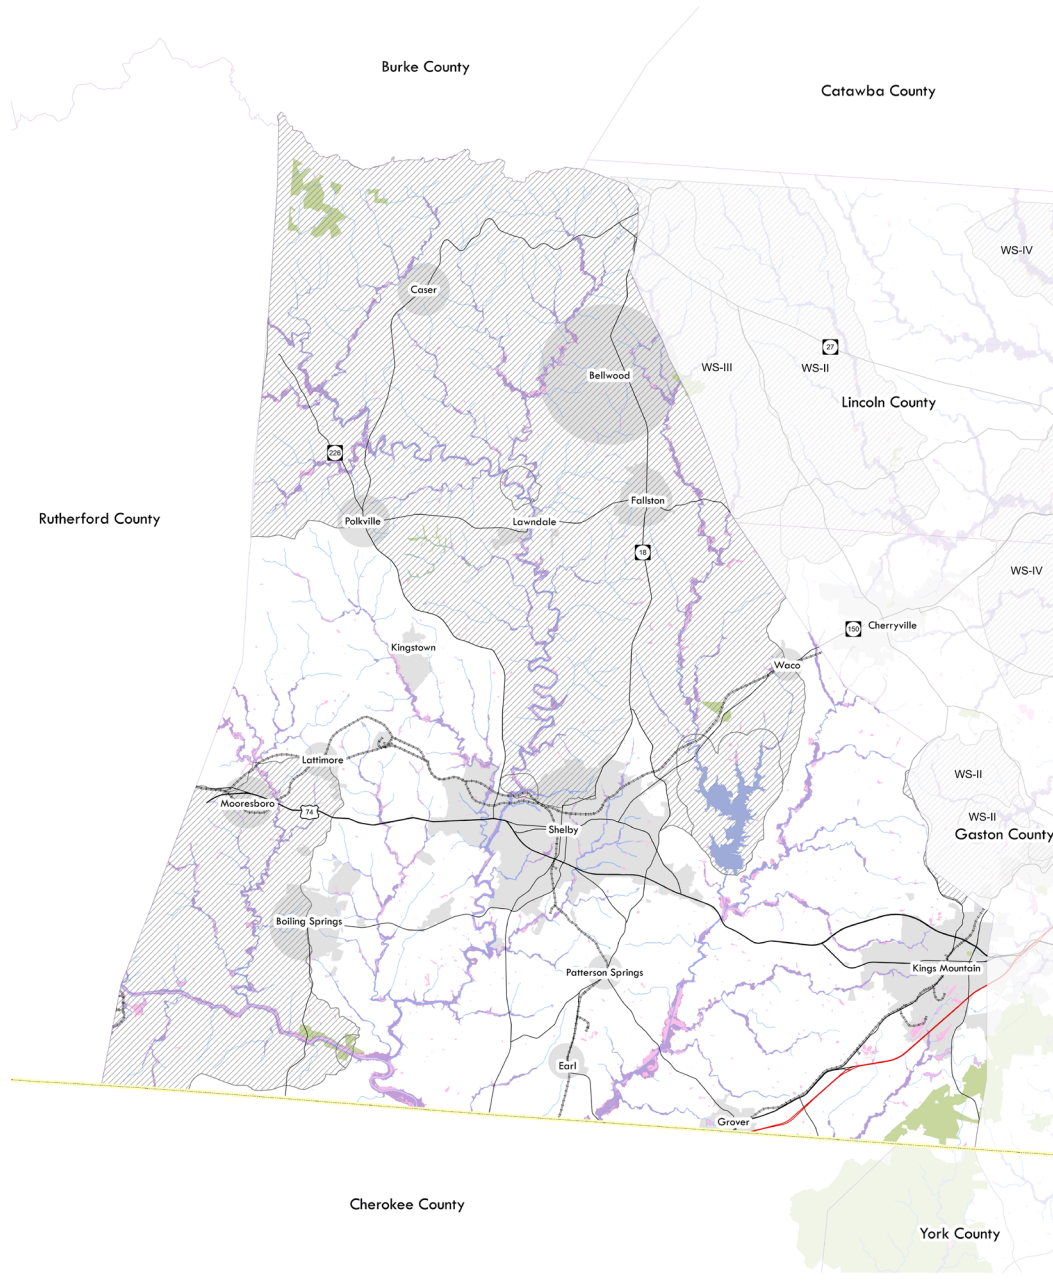 Burke County
Catawba County
WS-IV
Caser
27
WS-III
WS-II
Bellwood
Lincoln County
226
Fallston
Rutherford County
Polkville
Lawndale
18
WS-IV
150
Cherryville
Kingstown
Waco
Lattimore
WS-II
Mooresboro
74
WS-II
Shelby
Gaston County
Boiling Springs
Kings Mountain
Patterson Springs
Earl
Grover
Cherokee County
York County